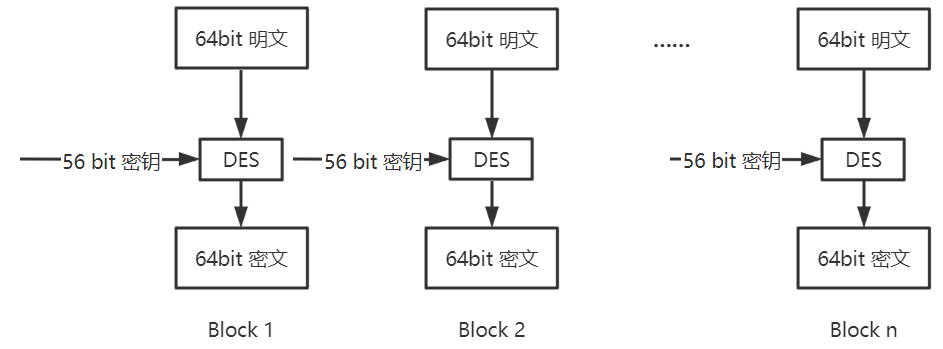 64bit 明文
64bit 明文
......
64bit 明文
56 bit 密钥
DES
56 bit 密钥
DES
56 bit 密钥
DES
64bit 密文
64bit 密文
64bit 密文
Block 1
Block 2
Block n